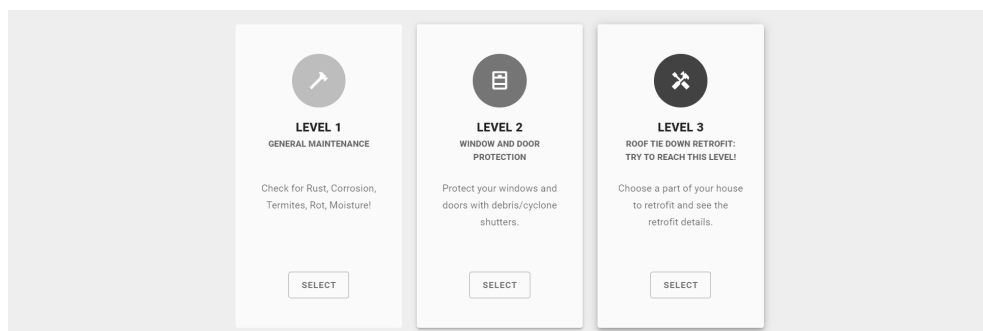 LEVEL 1
GENERAL MAINTENANCE
Check for Rust, Corrosion,
Termites, Rot, Moisture!
SELECT
LEVEL 2
WINDOW AND DOOR
PROTECTION
Protect your windows and
doors with debris/cyclone
shutters.
SELECT
LEVEL 3
ROOF TIE DOWN RETROFIT:
TRY TO REACH THIS LEVEL!
Choose a part of your house
to retrofit and see the
retrofit details.
SELECT